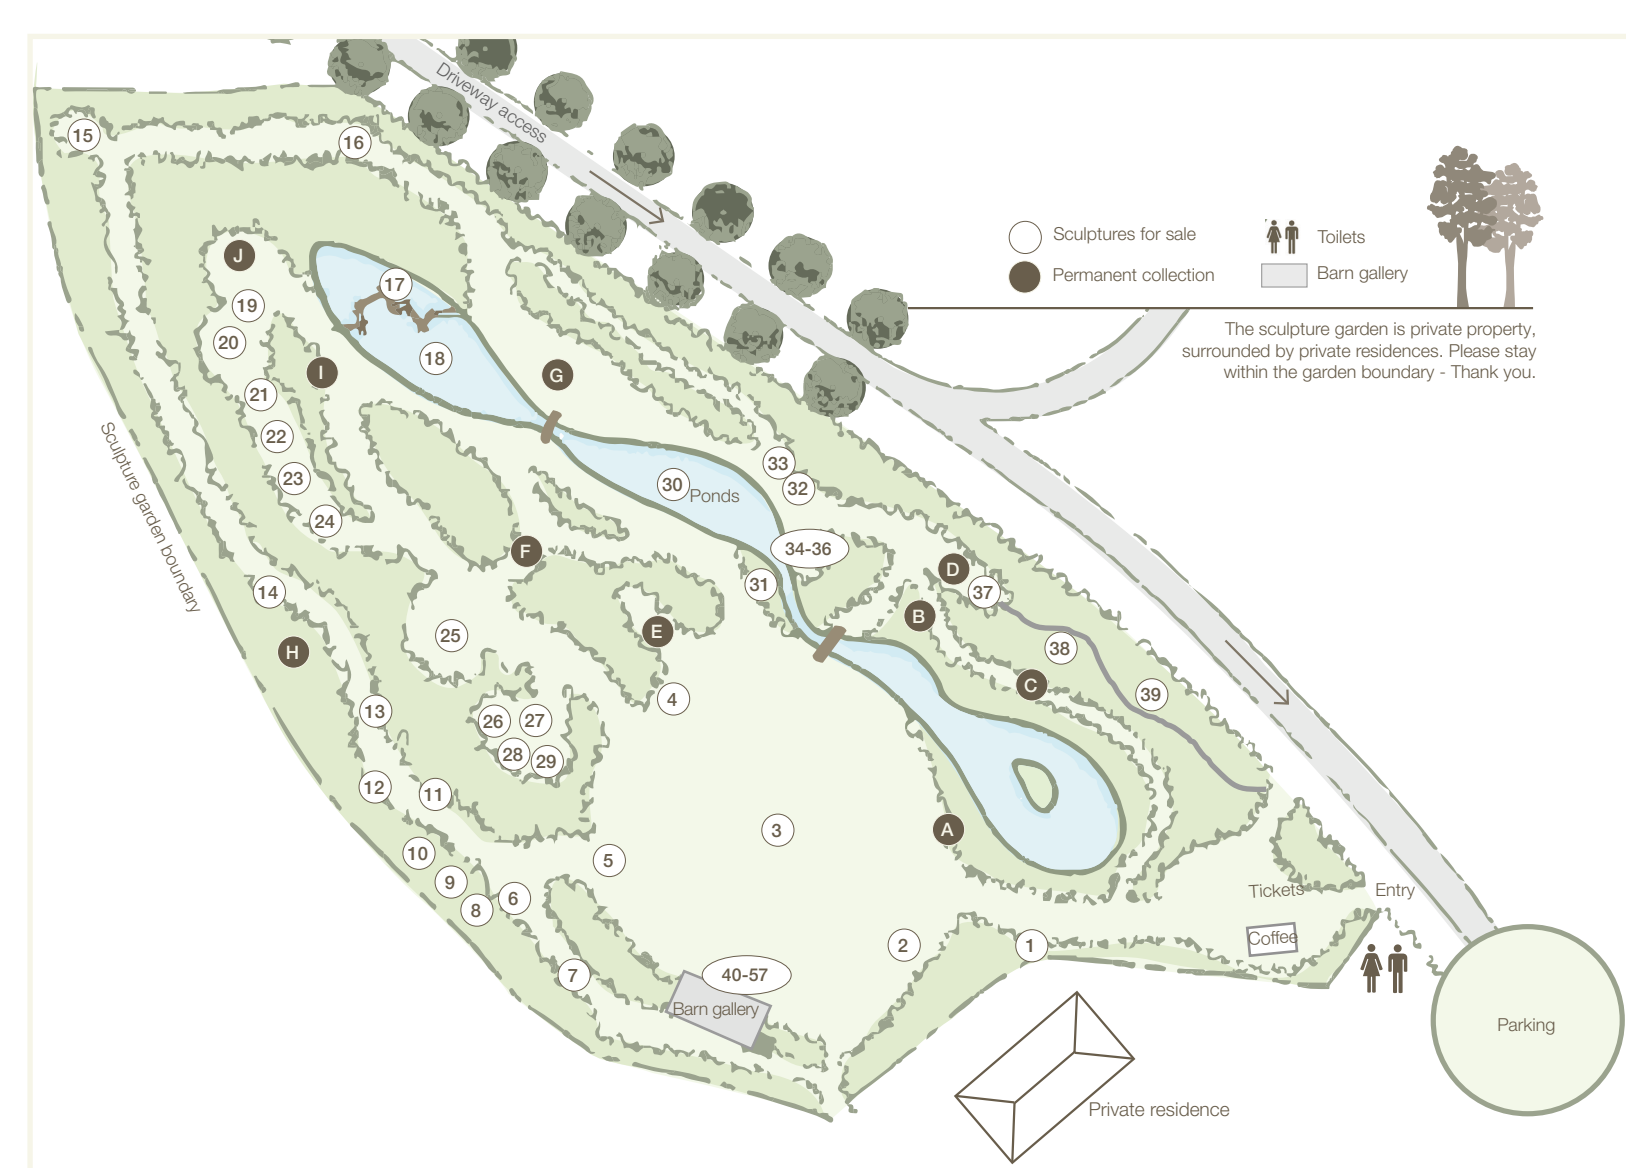 Driveway access
15
16
Sculptures for sale
Toilets
Permanent collection
Barn gallery
The sculpture garden is private property,
surrounded by private residences. Please stay
within the garden boundary - Thank you.
J
17
19
20
18
I
G
21
22
23
24
33
32
30
Ponds
Sculpture garden boundary
F
34-36
D
31
37
14
B
E
25
H
38
C
39
4
13
26
27
28
29
12
11
3
A
5
10
9
8
6
Tickets
Entry
2
1
Coffee
7
40-57
Barn gallery
Parking
Private residence